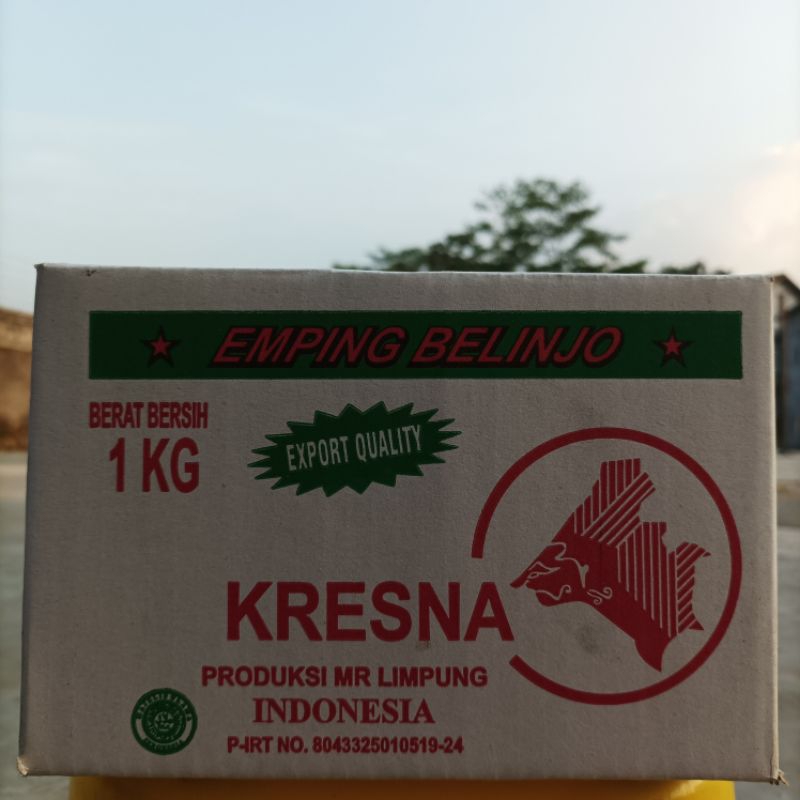 EMPING BELINJO
BERAT BERSIH
1 KG
EXPORT QUALITY
KRESNA
PRODUKSI MR LIMPUNG
INDONESIA
P-IRT NO. 8043325010519-24